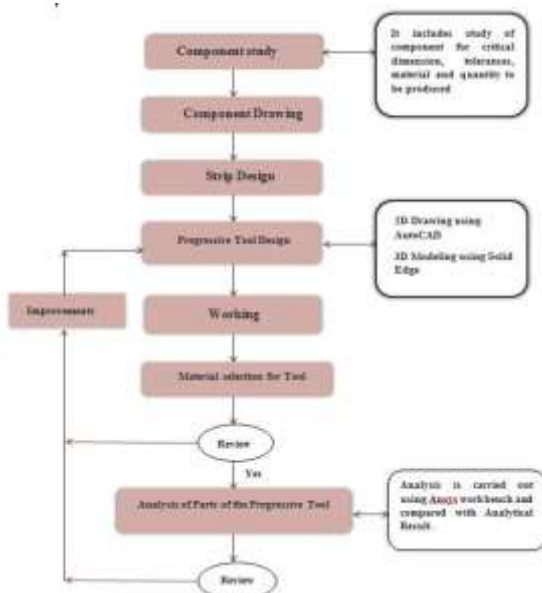 Component study
It includes study of
component for critical
dimension, tolerances,
material and quantity to
be produced
Component Drawing
Strip Design
Progressive Tool Design
2D Drawing using
AutoCAD
3D Modeling using Solid
Edge
Improvements
Working
Material selection for Tool
Review
Yes
Analysis of Parts of the Progressive Tool
Analysis is carried out
using Ansys workbench and
compared with Analytical
Result.
Review